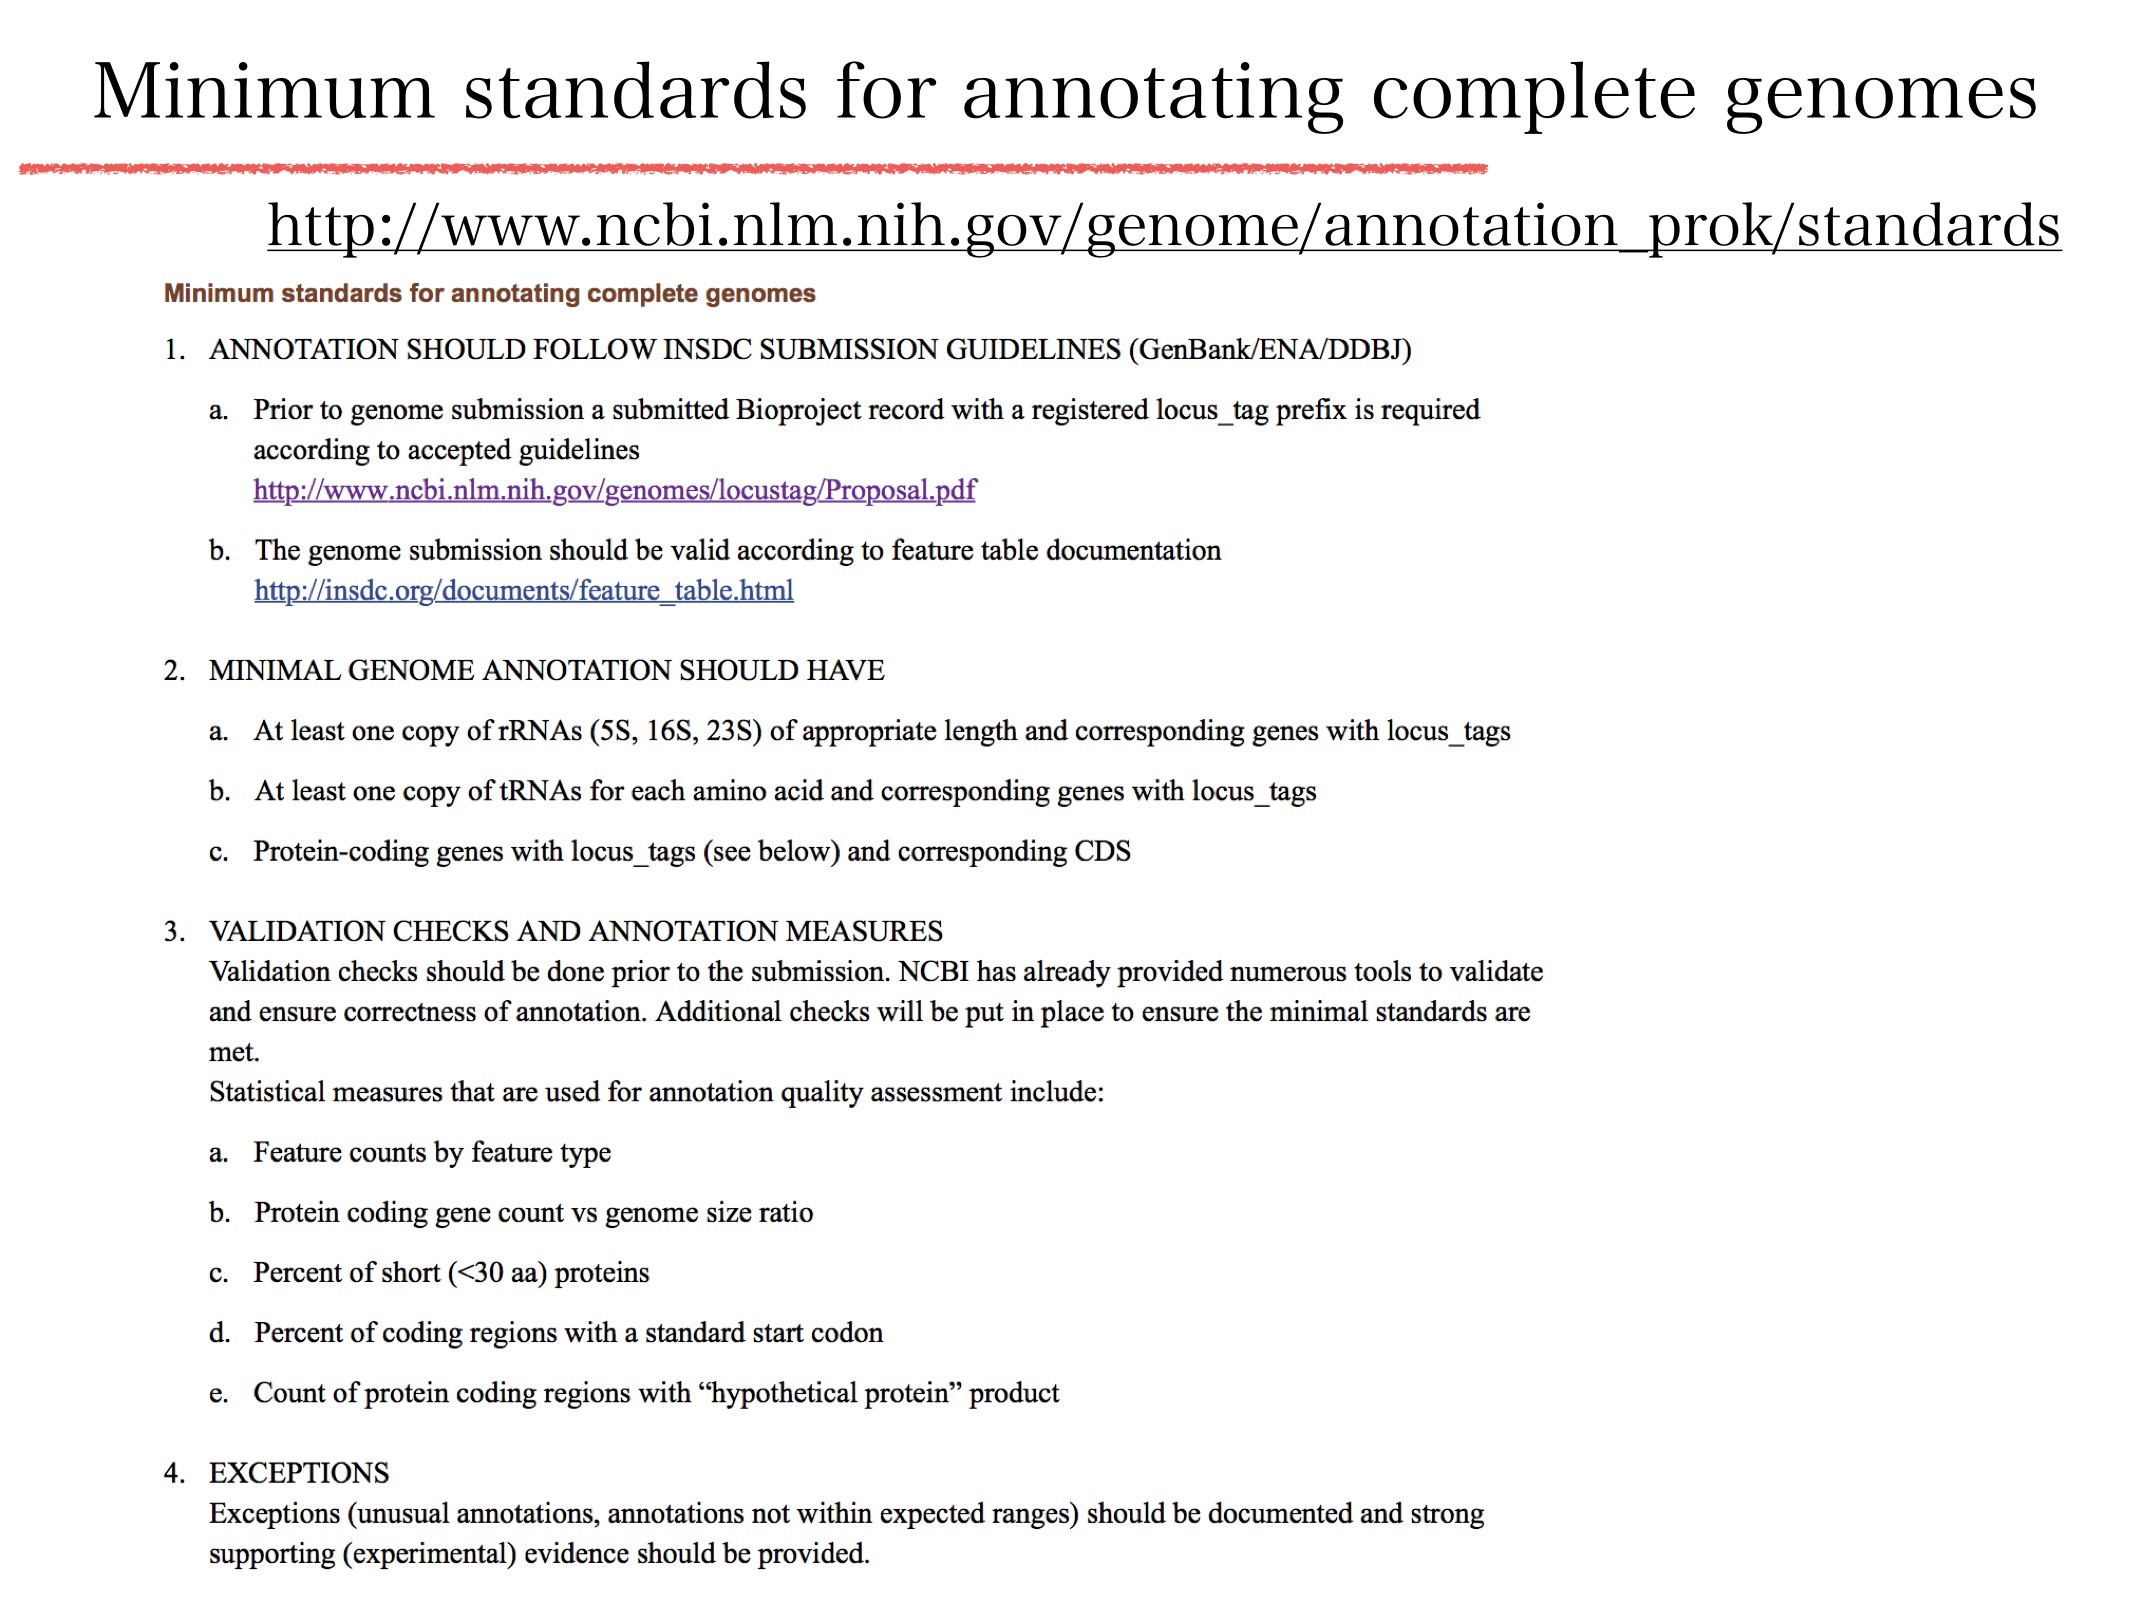 Minimum standards for annotating complete genomes
http://www.ncbi.nlm.nih.gov/genome/annotation_prok/standards
Minimum standards for annotating complete genomes
1. ANNOTATION SHOULD FOLLOW INSDC SUBMISSION GUIDELINES (GenBank/ENA/DDBJ)
a. Prior to genome submission a submitted Bioproject record with a registered locus_tag prefix is required
according to accepted guidelines
http://www.ncbi.nlm.nih.gov/genomes/locustag/Proposal.pdf
b. The genome submission should be valid according to feature table documentation
http://insdc.org/documents/feature_table.html
2. MINIMAL GENOME ANNOTATION SHOULD HAVE
a. At least one copy of rRNAs (5S, 16S, 23S) of appropriate length and corresponding genes with locus_tags
b. At least one copy of tRNAs for each amino acid and corresponding genes with locus_tags
c. Protein-coding genes with locus_tags (see below) and corresponding CDS
3. VALIDATION CHECKS AND ANNOTATION MEASURES
Validation checks should be done prior to the submission. NCBI has already provided numerous tools to validate
and ensure correctness of annotation. Additional checks will be put in place to ensure the minimal standards are
met.
Statistical measures that are used for annotation quality assessment include:
a. Feature counts by feature type
b. Protein coding gene count vs genome size ratio
c. Percent of short (<30 aa) proteins
d. Percent of coding regions with a standard start codon
e. Count of protein coding regions with “hypothetical protein” product
4. EXCEPTIONS
Exceptions (unusual annotations, annotations not within expected ranges) should be documented and strong
supporting (experimental) evidence should be provided.